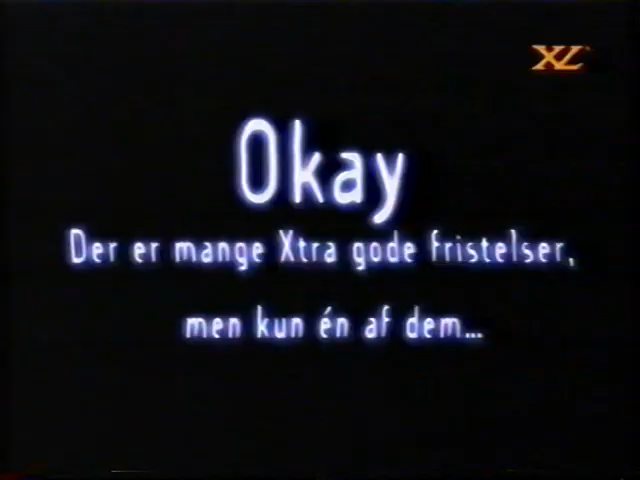 XL
Okay
Der er mange Xtra gode fristelser,
men kun én af dem...